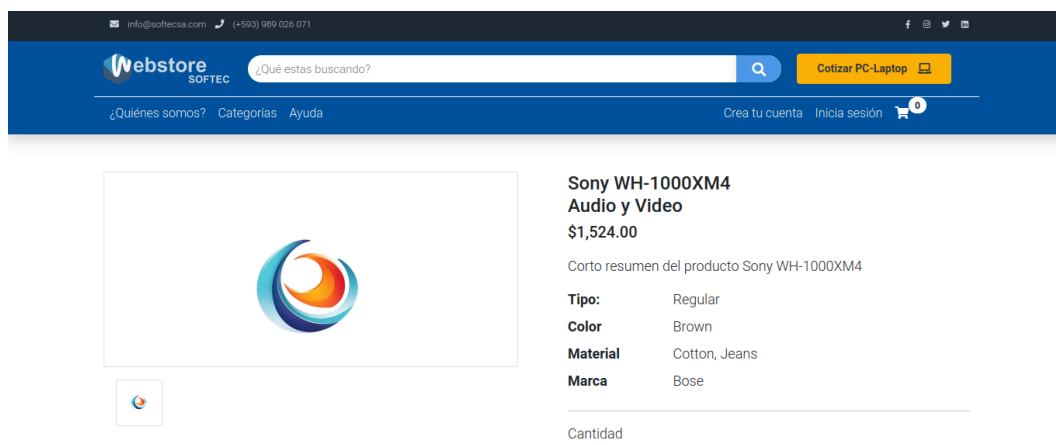 info@softecsa.com (+593) 989 026 071
Webstore
SOFTEC
¿Qué estas buscando?
Cotizar PC-Laptop
¿Quiénes somos? Categorías Ayuda
Crea tu cuenta Inicia sesión 0
Sony WH-1000XM4
Audio y Video
$1,524.00
Corto resumen del producto Sony WH-1000XM4
Tipo: Regular
Color Brown
Material Cotton, Jeans
Marca Bose
Cantidad